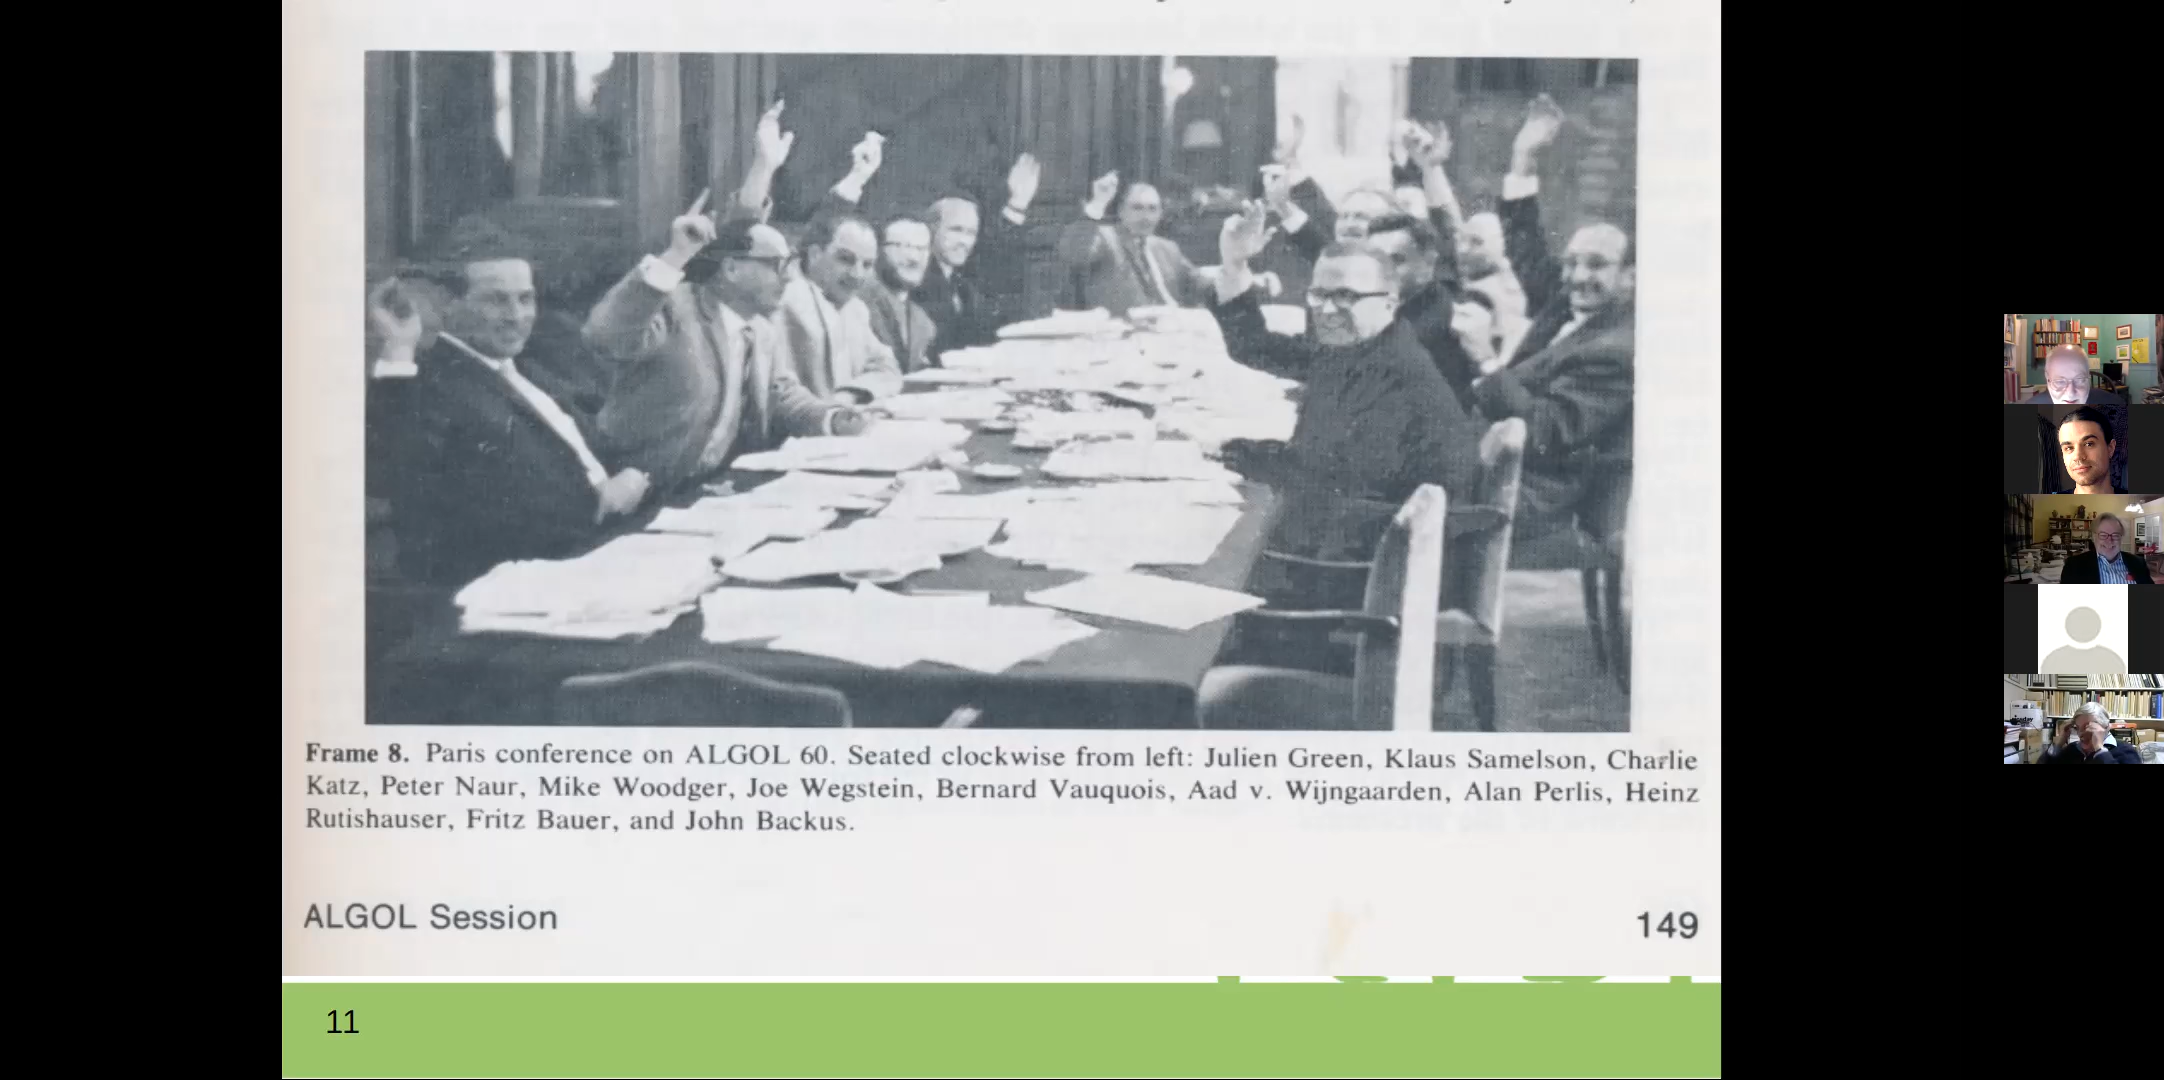 Frame 8. Paris conference on ALGOL 60. Seated clockwise from left: Julien Green, Klaus Samelson, Charlie
Katz, Peter Naur, Mike Woodger, Joe Wegstein, Bernard Vauquois, Aad v. Wijngaarden, Alan Perlis, Heinz
Rutishauser, Fritz Bauer, and John Backus.
ALGOL Session
149
11